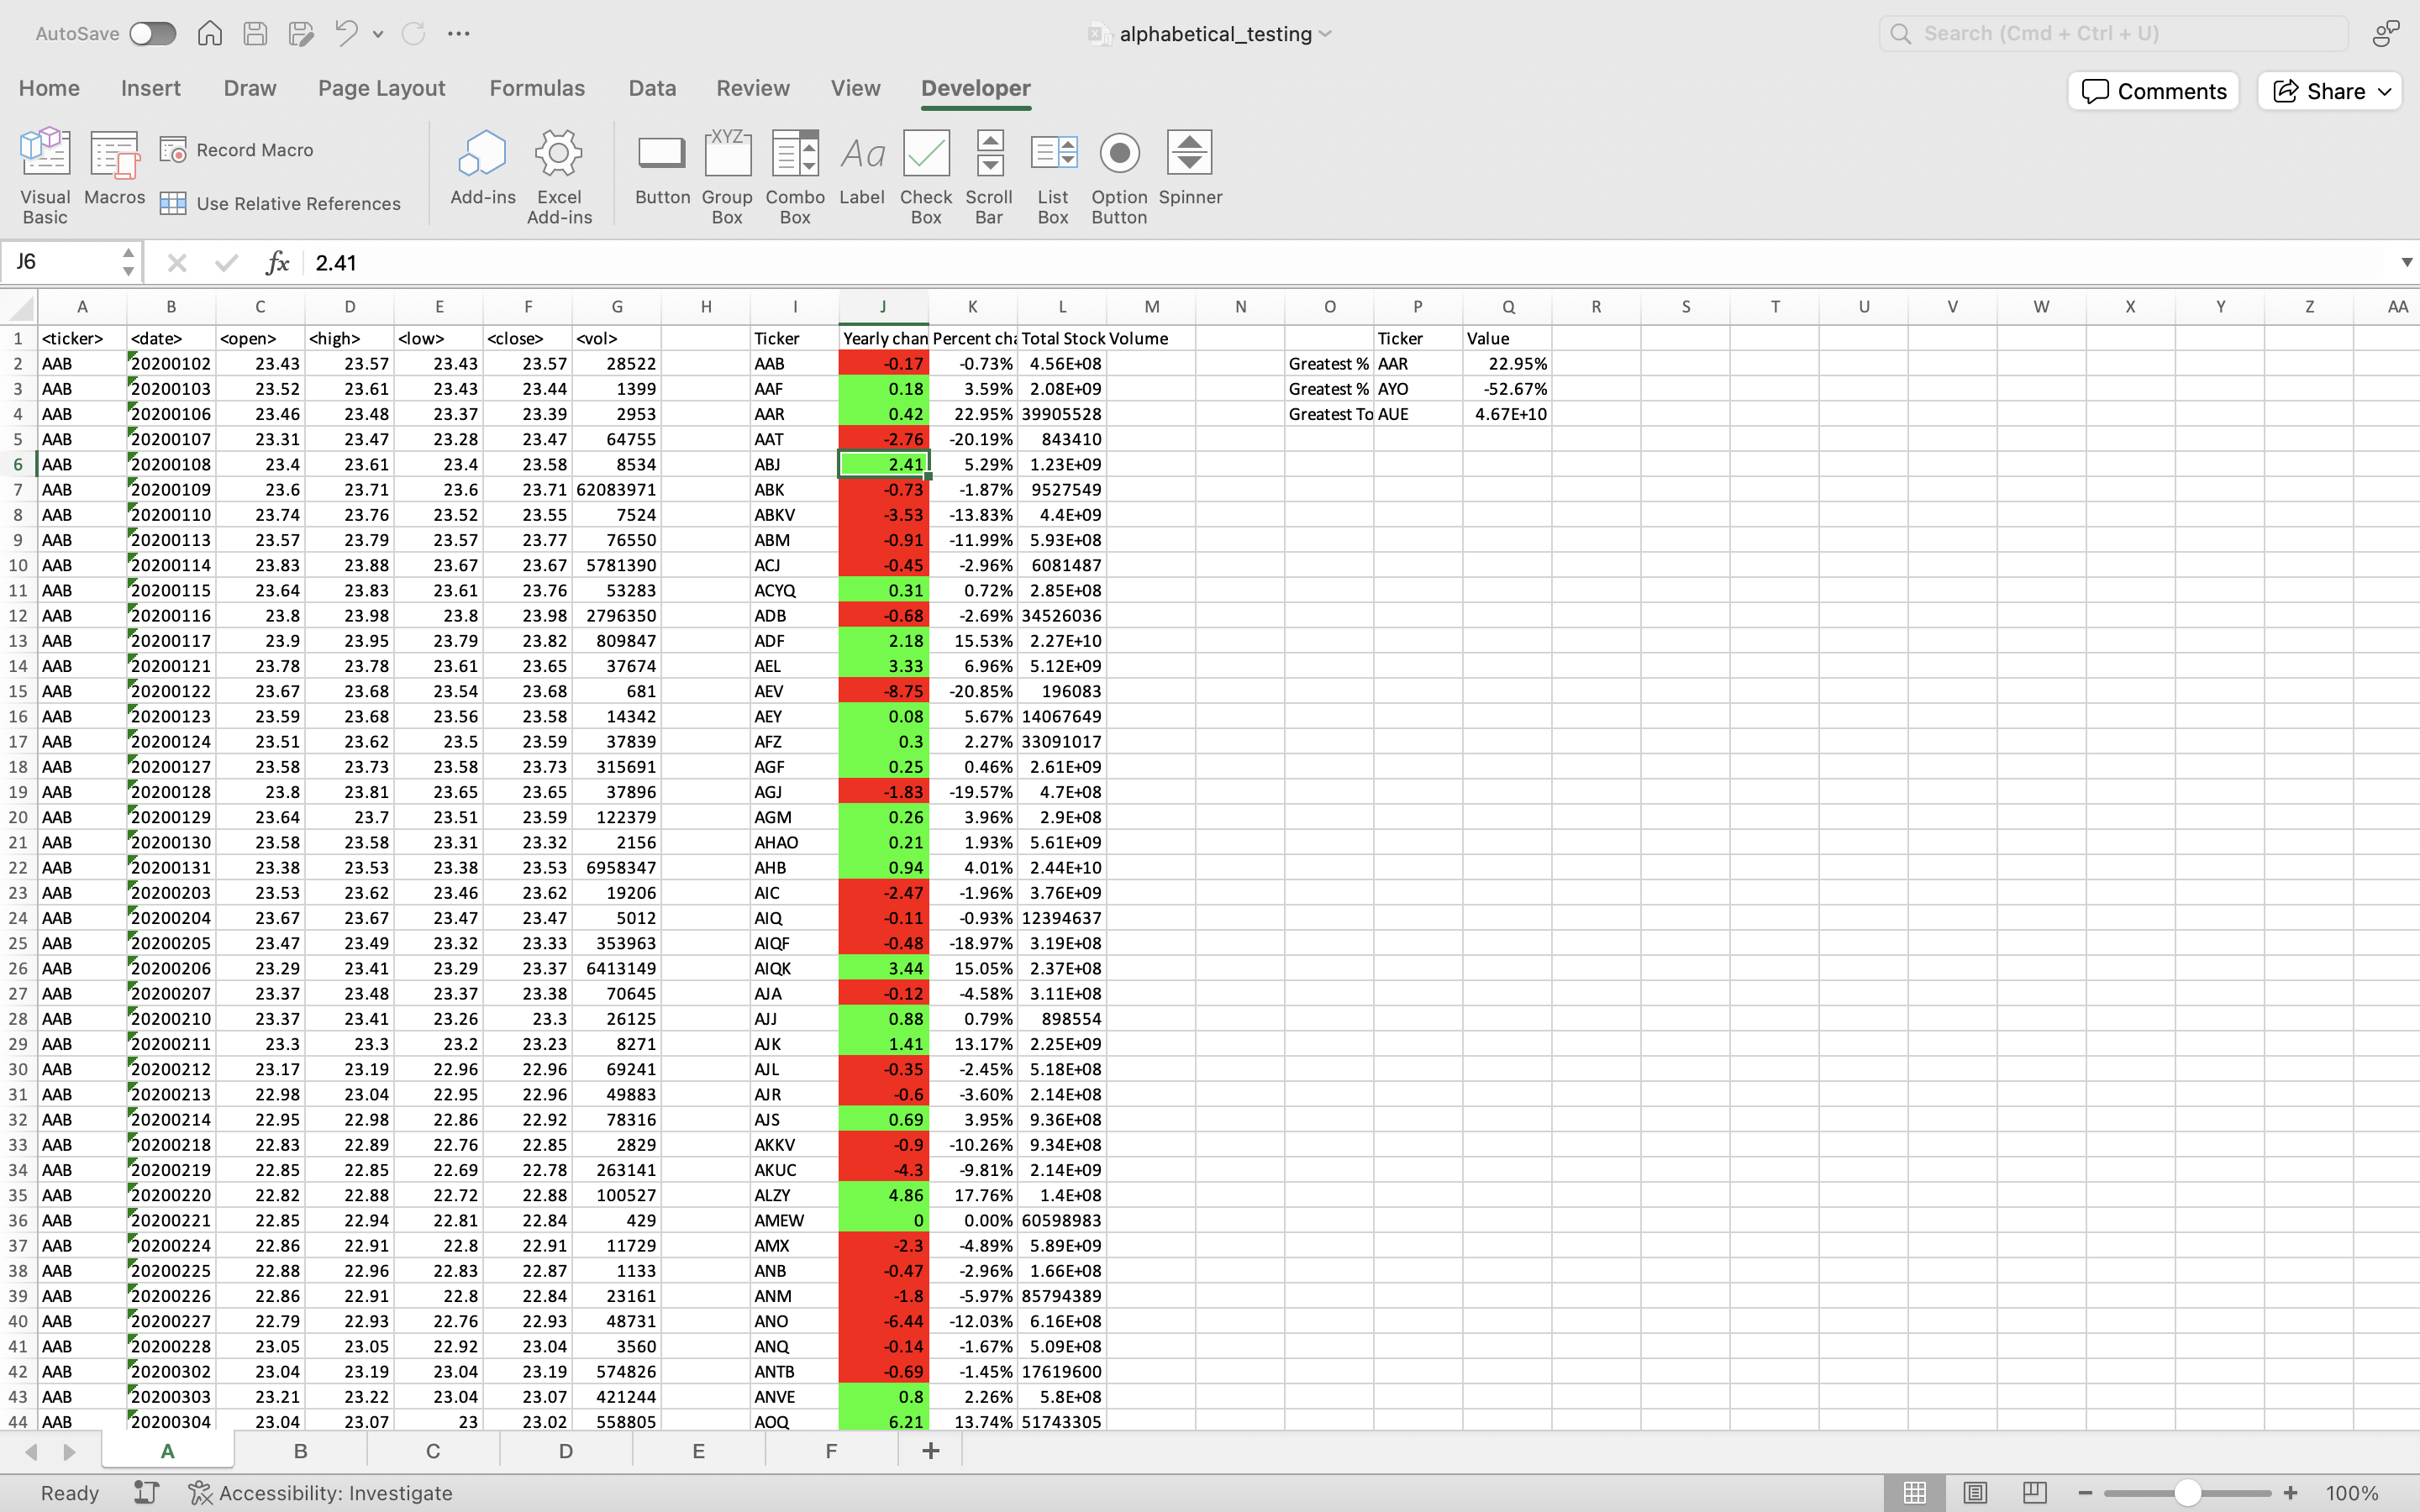 AutoSave
alphabetical_testing
Search (Cmd + Ctrl + U)
Home Insert Draw Page Layout Formulas Data Review View Developer Comments Share
Visual Basic Macros Record Macro Use Relative References Add-ins Excel Add-ins Button XYZ Group Box Combo Box Aa Label Check Box Scroll Bar List Box Option Button Spinner
J6 fx 2.41
A B C D E F G H I J K L M N O P Q R S T U V W X Y Z AA
1 <ticker> <date> <open> <high> <low> <close> <vol> Ticker Yearly chan Percent cha Total Stock Volume Ticker Value
2 AAB 20200102 23.43 23.57 23.43 23.57 28522 AAB -0.17 -0.73% 4.56E+08 Greatest % AAR 22.95%
3 AAB 20200103 23.52 23.61 23.43 23.44 1399 AAF 0.18 3.59% 2.08E+09 Greatest % AYO -52.67%
4 AAB 20200106 23.46 23.48 23.37 23.39 2953 AAR 0.42 22.95% 39905528 Greatest To AUE 4.67E+10
5 AAB 20200107 23.31 23.47 23.28 23.47 64755 AAT -2.76 -20.19% 843410
6 AAB 20200108 23.4 23.61 23.4 23.58 8534 ABJ 2.41 5.29% 1.23E+09
7 AAB 20200109 23.6 23.71 23.6 23.71 62083971 ABK -0.73 -1.87% 9527549
8 AAB 20200110 23.74 23.76 23.52 23.55 7524 ABKV -3.53 -13.83% 4.4E+09
9 AAB 20200113 23.57 23.79 23.57 23.77 76550 ABM -0.91 -11.99% 5.93E+08
10 AAB 20200114 23.83 23.88 23.67 23.67 5781390 ACJ -0.45 -2.96% 6081487
11 AAB 20200115 23.64 23.83 23.61 23.76 53283 ACYQ 0.31 0.72% 2.85E+08
12 AAB 20200116 23.8 23.98 23.8 23.98 2796350 ADB -0.68 -2.69% 34526036
13 AAB 20200117 23.9 23.95 23.79 23.82 809847 ADF 2.18 15.53% 2.27E+10
14 AAB 20200121 23.78 23.78 23.61 23.65 37674 AEL 3.33 6.96% 5.12E+09
15 AAB 20200122 23.67 23.68 23.54 23.68 681 AEV -8.75 -20.85% 196083
16 AAB 20200123 23.59 23.68 23.56 23.58 14342 AEY 0.08 5.67% 14067649
17 AAB 20200124 23.51 23.62 23.5 23.59 37839 AFZ 0.3 2.27% 33091017
18 AAB 20200127 23.58 23.73 23.58 23.73 315691 AGF 0.25 0.46% 2.61E+09
19 AAB 20200128 23.8 23.81 23.65 23.65 37896 AGJ -1.83 -19.57% 4.7E+08
20 AAB 20200129 23.64 23.7 23.51 23.59 122379 AGM 0.26 3.96% 2.9E+08
21 AAB 20200130 23.58 23.58 23.31 23.32 2156 AHAO 0.21 1.93% 5.61E+09
22 AAB 20200131 23.38 23.53 23.38 23.53 6958347 AHB 0.94 4.01% 2.44E+10
23 AAB 20200203 23.53 23.62 23.46 23.62 19206 AIC -2.47 -1.96% 3.76E+09
24 AAB 20200204 23.67 23.67 23.47 23.47 5012 AIQ -0.11 -0.93% 12394637
25 AAB 20200205 23.47 23.49 23.32 23.33 353963 AIQF -0.48 -18.97% 3.19E+08
26 AAB 20200206 23.29 23.41 23.29 23.37 6413149 AIQK 3.44 15.05% 2.37E+08
27 AAB 20200207 23.37 23.48 23.37 23.38 70645 AJA -0.12 -4.58% 3.11E+08
28 AAB 20200210 23.37 23.41 23.26 23.3 26125 AJJ 0.88 0.79% 898554
29 AAB 20200211 23.3 23.3 23.2 23.23 8271 AJK 1.41 13.17% 2.25E+09
30 AAB 20200212 23.17 23.19 22.96 22.96 69241 AJL -0.35 -2.45% 5.18E+08
31 AAB 20200213 22.98 23.04 22.95 22.96 49883 AJR -0.6 -3.60% 2.14E+08
32 AAB 20200214 22.95 22.98 22.86 22.92 78316 AJS 0.69 3.95% 9.36E+08
33 AAB 20200218 22.83 22.89 22.76 22.85 2829 AKKV -0.9 -10.26% 9.34E+08
34 AAB 20200219 22.85 22.85 22.69 22.78 263141 AKUC -4.3 -9.81% 2.14E+09
35 AAB 20200220 22.82 22.88 22.72 22.88 100527 ALZY 4.86 17.76% 1.4E+08
36 AAB 20200221 22.85 22.94 22.81 22.84 429 AMEW 0 0.00% 60598983
37 AAB 20200224 22.86 22.91 22.8 22.91 11729 AMX -2.3 -4.89% 5.89E+09
38 AAB 20200225 22.88 22.96 22.83 22.87 1133 ANB -0.47 -2.96% 1.66E+08
39 AAB 20200226 22.86 22.91 22.8 22.84 23161 ANM -1.8 -5.97% 85794389
40 AAB 20200227 22.79 22.93 22.76 22.93 48731 ANO -6.44 -12.03% 6.16E+08
41 AAB 20200228 23.05 23.05 22.92 23.04 3560 ANQ -0.14 -1.67% 5.09E+08
42 AAB 20200302 23.04 23.19 23.04 23.19 574826 ANTB -0.69 -1.45% 17619600
43 AAB 20200303 23.21 23.22 23.04 23.07 421244 ANVE 0.8 2.26% 5.8E+08
44 AAB 20200304 23.04 23.07 23 23.02 558805 AOQ 6.21 13.74% 51743305
A B C D E F +
Ready Accessibility: Investigate 100%